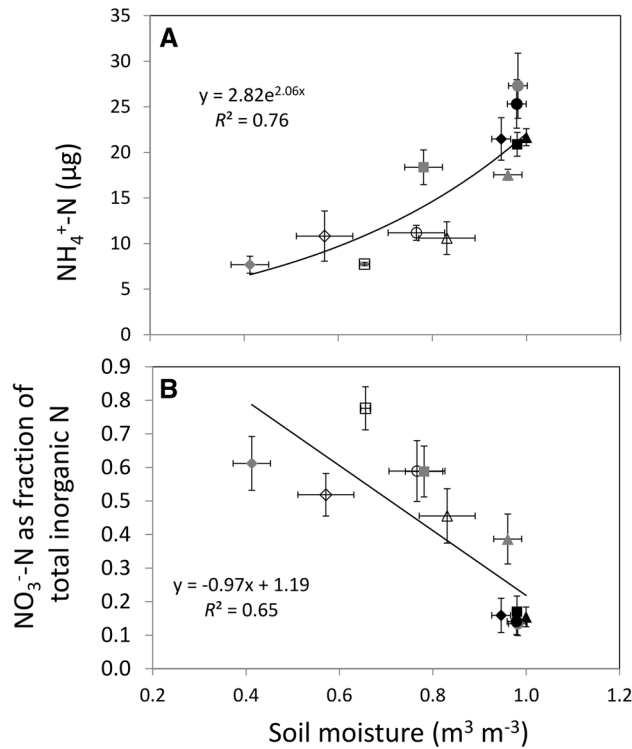 A
y = 2.82e^2.06x
R² = 0.76
NH₄⁺-N (µg)
35
30
25
20
15
10
5
0
B
y = -0.97x + 1.19
R² = 0.65
NO₃⁻-N as fraction of
total inorganic N
0.9
0.8
0.7
0.6
0.5
0.4
0.3
0.2
0.1
0.0
0.2 0.4 0.6 0.8 1.0 1.2
Soil moisture (m³ m⁻³)